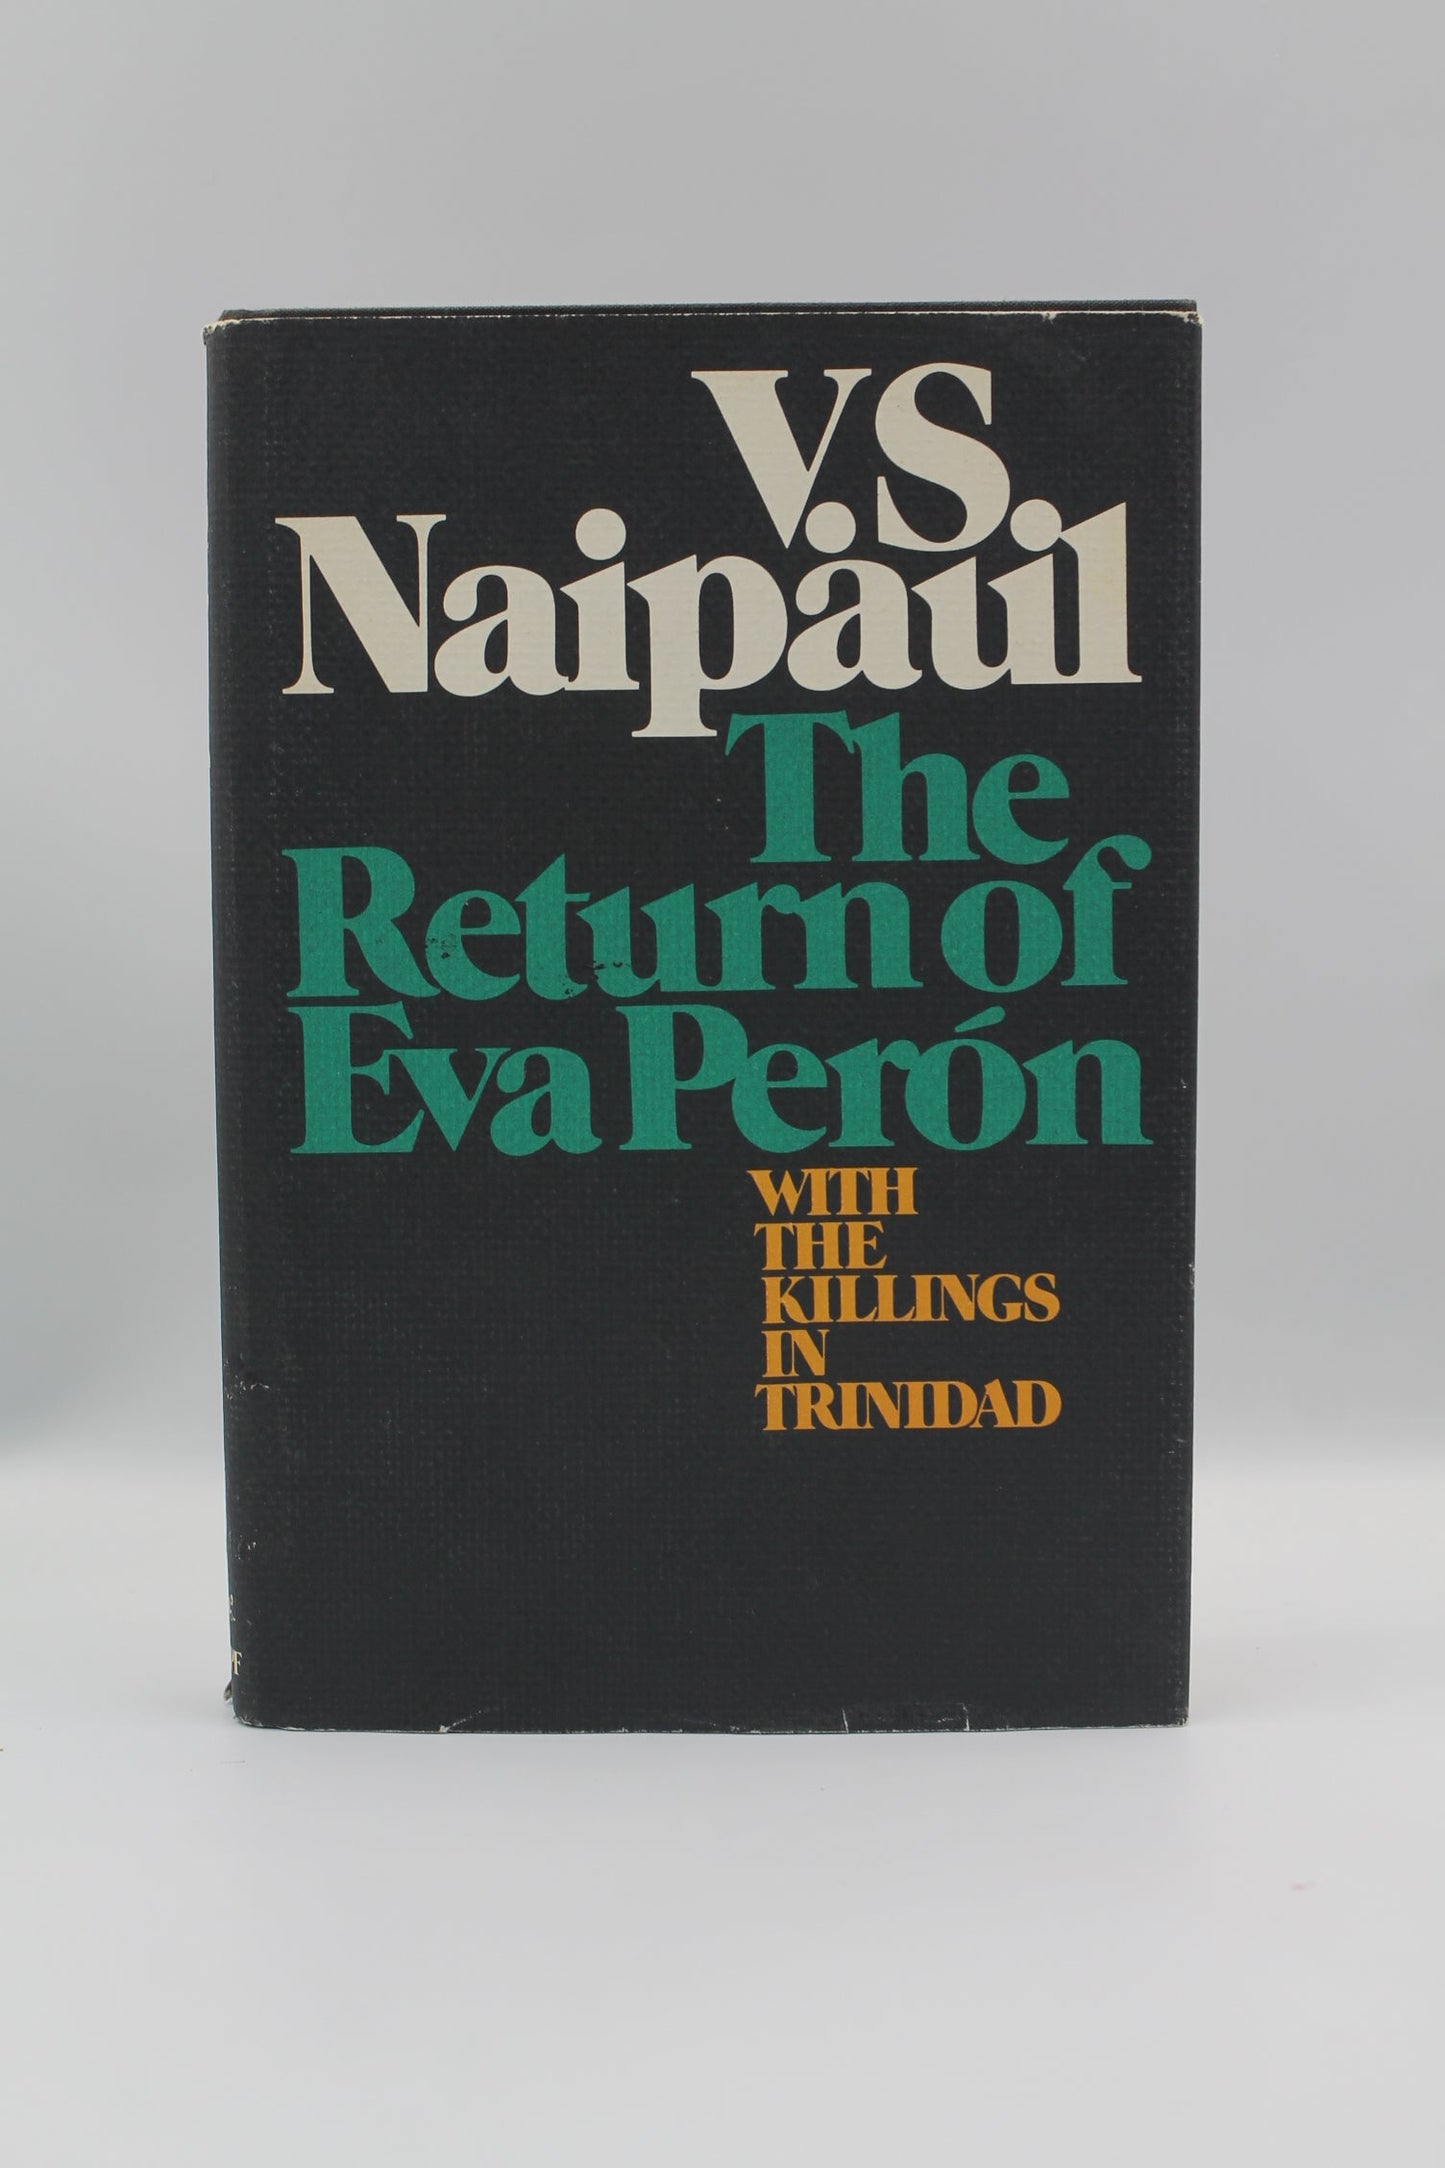 V.S.
Naipaul
The
Return of
Eva Perón
WITH
THE
KILLINGS
IN
TRINIDAD